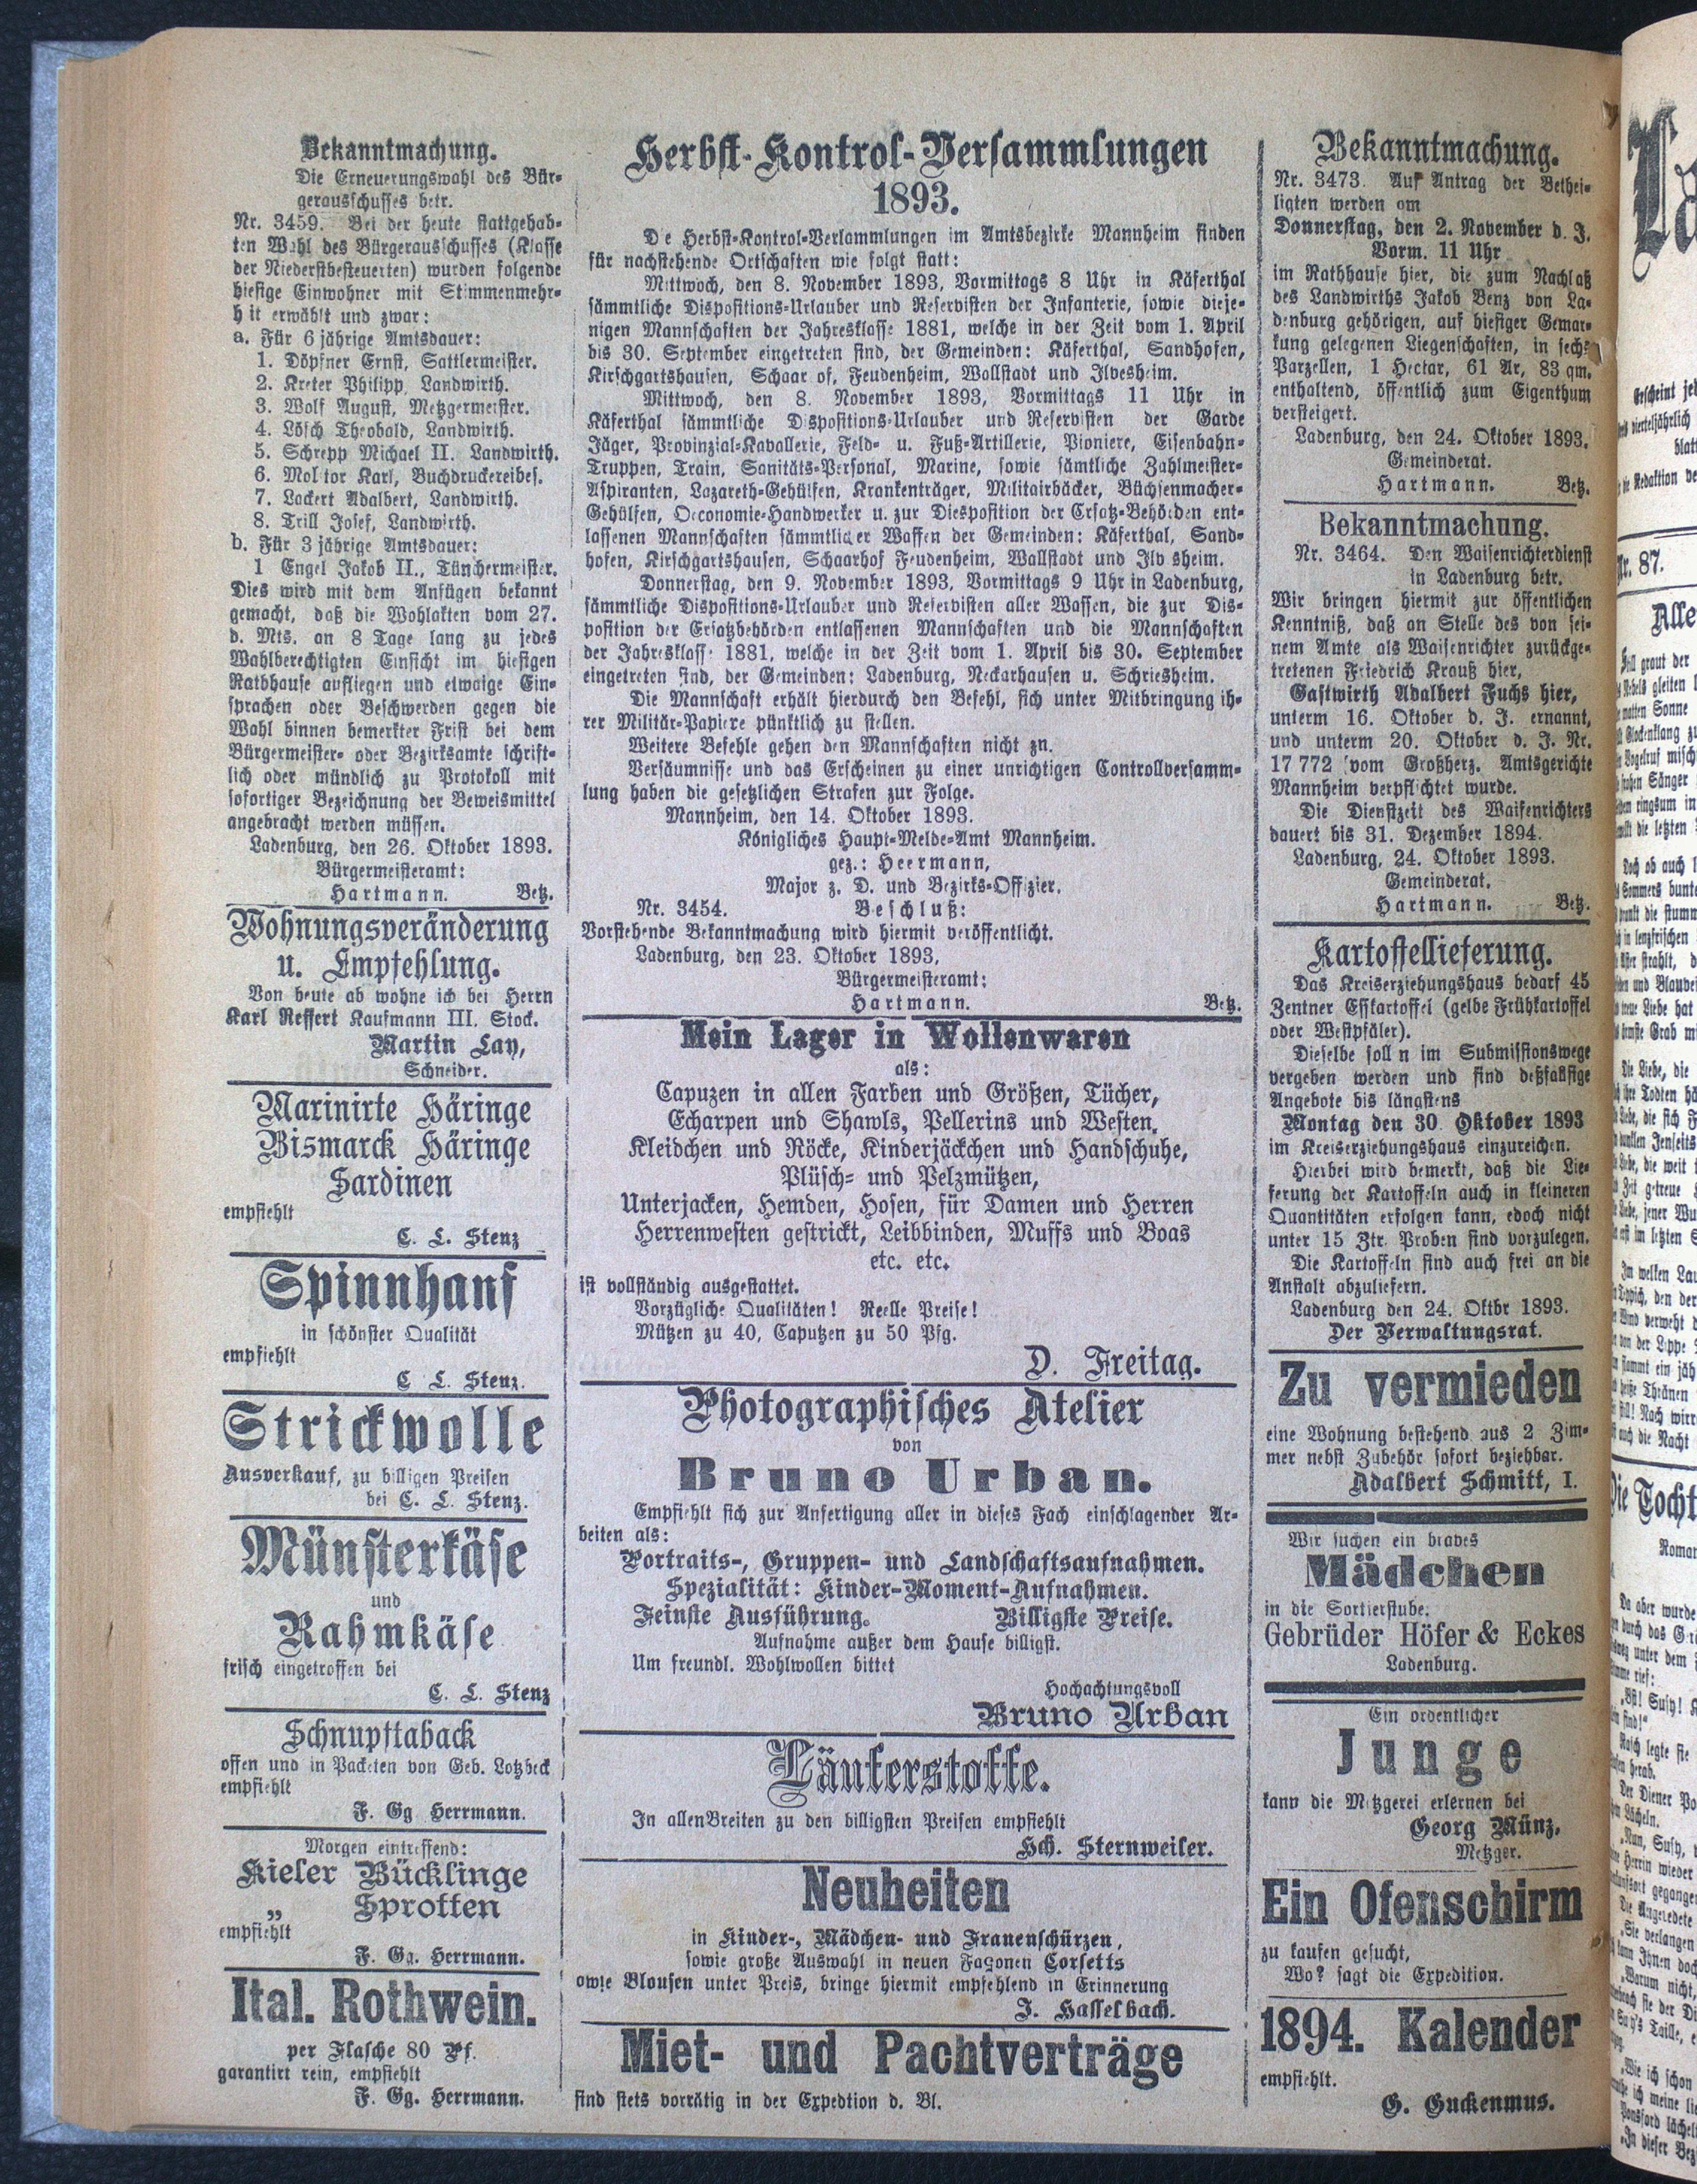 Bekanntmachung.
Die Erneuerungswahl des Bür-
gerausschusses betr.
Nr. 3459. Bei der heute stattgehab-
ten Wahl des Bürgerausschusses (Klasse
der Niederstbesteuerten) wurden folgende
hiesige Einwohner mit Stimmenmehr-
h it erwählt und zwar:
a. Für 6 jährige Amtsdauer:
1. Döpfner Ernst, Sattlermeister.
2. Kreter Philipp, Landwirth.
3. Wolf August, Metzgermeister.
4. Lösch Theobald, Landwirth.
5. Schrepp Michael II. Landwirth.
6. Molitor Karl, Buchdruckereibes.
7. Lackert Adalbert, Landwirth.
8. Trill Josef, Landwirth.
b. Für 3 jährige Amtsdauer:
1 Engel Jakob II., Tünchermeister.
Dies wird mit dem Anfügen bekannt
gemacht, daß die Wohlakten vom 27.
d. Mts. an 8 Tage lang zu jedes
Wahlberechtigten Einsicht im hiesigen
Rathhause aufliegen und etwaige Ein-
sprachen oder Beschwerden gegen die
Wahl binnen bemerkter Frist bei dem
Bürgermeister- oder Bezirksamte schrift-
lich oder mündlich zu Protokoll mit
sofortiger Bezeichnung der Beweismittel
angebracht werden müssen.
Ladenburg, den 26. Oktober 1893.
Bürgermeisteramt:
Hartmann. Betz.
Wohnungsveränderung
u. Empfehlung.
Von heute ab wohne ich bei Herrn
Karl Neffert Kaufmann III. Stock.
Martin Lay,
Schneider.
Marinirte Häringe
Bismarck Häringe
Sardinen
empfiehlt
C. L. Stenz
Spinnhanf
in schönster Qualität
empfiehlt
C L. Stenz.
Strickwolle
Ausverkauf, zu billigen Preisen
bei C. L. Stenz.
Münsterkäse
und
Rahmkäse
frisch eingetroffen bei
C. L. Stenz
Schnupftaback
offen und in Packeten von Geb. Lotzbeck
empfiehlt
F. Gg Herrmann.
Morgen eintreffend:
Kieler Bücklinge
„ Sprotten
empfiehlt
F. Gg. Herrmann.
Ital. Rothwein.
per Flasche 80 Pf.
garantirt rein, empfiehlt
F. Gg. Herrmann.
Herbst-Kontrol-Versammlungen
1893.
De Herbst-Kontrol-Versammlungen im Amtsbezirke Mannheim finden
für nachstehende Ortschaften wie folgt statt:
Mittwoch, den 8. November 1893, Vormittags 8 Uhr in Käferthal
sämmtliche Dispositions-Urlauber und Reservisten der Infanterie, sowie dieje-
nigen Mannschaften der Jahresklasse 1881, welche in der Zeit vom 1. April
bis 30. September eingetreten sind, der Gemeinden: Käferthal, Sandhofen,
Kirschgartshausen, Schaar of, Feudenheim, Wallstadt und Ilvesheim.
Mittwoch, den 8. November 1893, Vormittags 11 Uhr in
Käferthal sämmtliche Dispositions-Urlauber und Reservisten der Garde
Jäger, Provinzial-Kavallerie, Feld- u. Fuß-Artillerie, Pioniere, Eisenbahn-
Truppen, Train, Sanitäts-Personal, Marine, sowie sämtliche Zahlmeister-
Aspiranten, Lazareth-Gehülfen, Krankenträger, Militairbäcker, Büchsenmacher-
Gehülfen, Oeconomie-Handwerker u. zur Diesposition der Ersatz-Behörden ent-
lassenen Mannschaften sämmtlicher Waffen der Gemeinden: Käferthal, Sand-
hofen, Kirschgartshausen, Schaarhof Feudenheim, Wallstadt und Ilv sheim.
Donnerstag, den 9. November 1893, Vormittags 9 Uhr in Ladenburg,
sämmtliche Dispositions-Urlauber und Reservisten aller Waffen, die zur Dis-
position der Ersatzbehörden entlassenen Mannschaften und die Mannschaften
der Jahresklasse 1881, welche in der Zeit vom 1. April bis 30. September
eingetreten sind, der Gemeinden: Ladenburg, Neckarhausen u. Schriesheim.
Die Mannschaft erhält hierdurch den Befehl, sich unter Mitbringung ih-
rer Militär-Papiere pünktlich zu stellen.
Weitere Befehle gehen den Mannschaften nicht zn.
Versäumnisse und das Erscheinen zu einer unrichtigen Controllversamm-
lung haben die gesetzlichen Strafen zur Folge.
Mannheim, den 14. Oktober 1893.
Königliches Haupt-Melde-Amt Mannheim.
gez.: Heermann,
Major z. D. und Bezirks-Offizier.
Nr. 3454. Beschluß:
Vorstehende Bekanntmachung wird hiermit veröffentlicht.
Ladenburg, den 23. Oktober 1893,
Bürgermeisteramt:
Hartmann. Betz.
Mein Lager in Wollenwaren
als:
Capuzen in allen Farben und Größen, Tücher,
Echarpen und Shawls, Pellerins und Westen,
Kleidchen und Röcke, Kinderjäckchen und Handschuhe,
Plüsch- und Pelzmützen,
Unterjacken, Hemden, Hosen, für Damen und Herren
Herrenwesten gestrickt, Leibbinden, Muffs und Boas
etc. etc.
ist vollständig ausgestattet.
Vorzügliche Qualitäten! Reelle Preise!
Mützen zu 40, Caputzen zu 50 Pfg.
D. Freitag.
Photographisches Atelier
von
Bruno Urban.
Empfiehlt sich zur Anfertigung aller in dieses Fach einschlagender Ar-
beiten als:
Portraits-, Gruppen- und Landschaftsaufnahmen.
Spezialität: Kinder-Moment-Aufnahmen.
Feinste Ausführung. Billigste Preise.
Aufnahme außer dem Hause billigst.
Um freundl. Wohlwollen bittet
Hochachtungsvoll
Bruno Urban
Läuferstoffe.
In allenBreiten zu den billigsten Preisen empfiehlt
Hch. Sternweiler.
Neuheiten
in Kinder-, Mädchen- und Frauenschürzen,
sowie große Auswahl in neuen Façonen Corsetts
owie Blousen unter Preis, bringe hiermit empfehlend in Erinnerung
J. Hasselbach.
Miet- und Pachtverträge
sind stets vorrätig in der Expedtion d. Bl.
Bekanntmachung.
Nr. 3473. Auf Antrag der Bethei-
ligten werden am
Donnerstag, den 2. November d. J.
Vorm. 11 Uhr
im Rathhause hier, die zum Nachlaß
des Landwirths Jakob Benz von La-
denburg gehörigen, auf hiesiger Gemar-
kung gelegenen Liegenschaften, in sechs
Parzellen, 1 Hectar, 61 Ar, 83 qm.
enthaltend, öffentlich zum Eigenthum
versteigert.
Ladenburg, den 24. Oktober 1893.
Gemeinderat.
Hartmann. Betz.
Bekanntmachung.
Nr. 3464. Den Waisenrichterdienst
in Ladenburg betr.
Wir bringen hiermit zur öffentlichen
Kenntniß, daß an Stelle des von sei-
nem Amte als Waisenrichter zurückge-
tretenen Friedrich Krauß hier,
Gastwirth Adalbert Fuchs hier,
unterm 16. Oktober d. J. ernannt,
und unterm 20. Oktober d. J. Nr.
17 772 vom Großherz. Amtsgerichte
Mannheim verpflichtet wurde.
Die Dienstzeit des Waisenrichters
dauert bis 31. Dezember 1894.
Ladenburg, 24. Oktober 1893.
Gemeinderat.
Hartmann. Betz.
Kartoffellieferung.
Das Kreiserziehungshaus bedarf 45
Zentner Eßkartoffel (gelbe Frühkartoffel
oder Westpfäler).
Dieselbe soll n im Submissionswege
vergeben werden und sind deßfallsige
Angebote bis längstens
Montag den 30. Oktober 1893
im Kreiserziehungshaus einzureichen.
Hierbei wird bemerkt, daß die Lie-
ferung der Kartoffeln auch in kleineren
Quantitäten erfolgen kann, edoch nicht
unter 15 Ztr. Proben sind vorzulegen.
Die Kartoffeln sind auch frei an die
Anstalt abzuliefern.
Ladenburg den 24. Oktbr 1893.
Der Verwaltungsrat.
Zu vermieden
eine Wohnung bestehend aus 2 Zim-
mer nebst Zubehör sofort beziehbar.
Adalbert Schmitt, I.
Wir suchen ein braves
Mädchen
in die Sortierstube.
Gebrüder Höfer & Eckes
Ladenburg.
Ein ordentlicher
Junge
kann die Metzgerei erlernen bei
Georg Münz,
Metzger.
Ein Ofenschirm
zu kaufen gesucht,
Wo? sagt die Expedition.
1894. Kalender
empfiehlt.
G. Guckenmus.
Nr. 87.